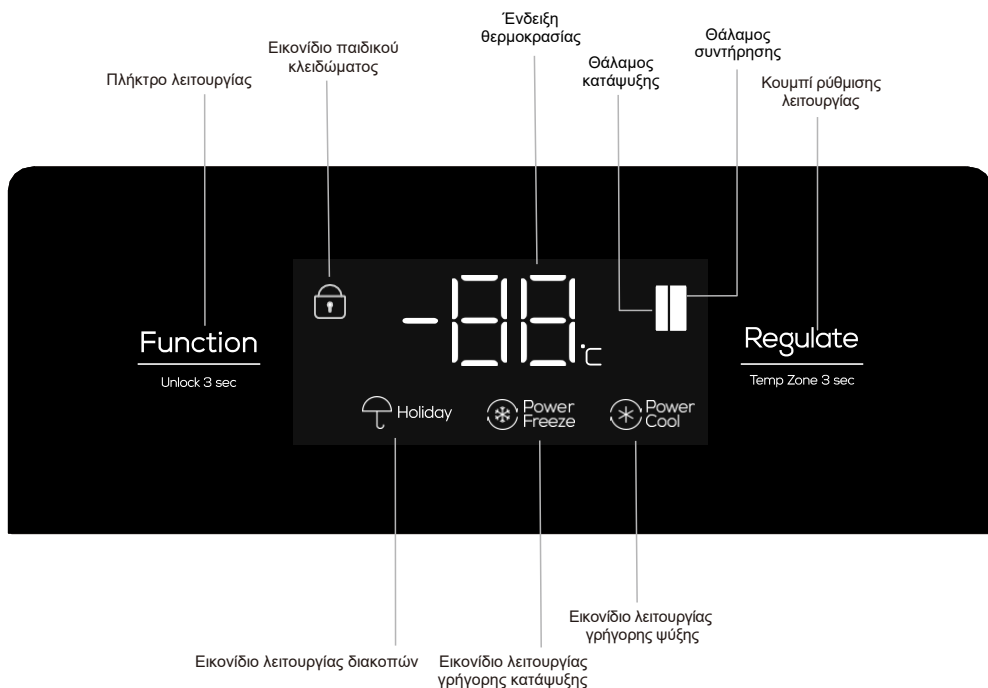 Ένδειξη
θερμοκρασίας
Θάλαμος
συντήρησης
Εικονίδιο παιδικού
κλειδώματος
Θάλαμος
κατάψυξης
Πλήκτρο λειτουργίας
Κουμπί ρύθμισης
λειτουργίας
-88°C
Function
Unlock 3 sec
Regulate
Temp Zone 3 sec
Holiday
Power
Freeze
Power
Cool
Εικονίδιο λειτουργίας
γρήγορης ψύξης
Εικονίδιο λειτουργίας διακοπών
Εικονίδιο λειτουργίας
γρήγορης κατάψυξης